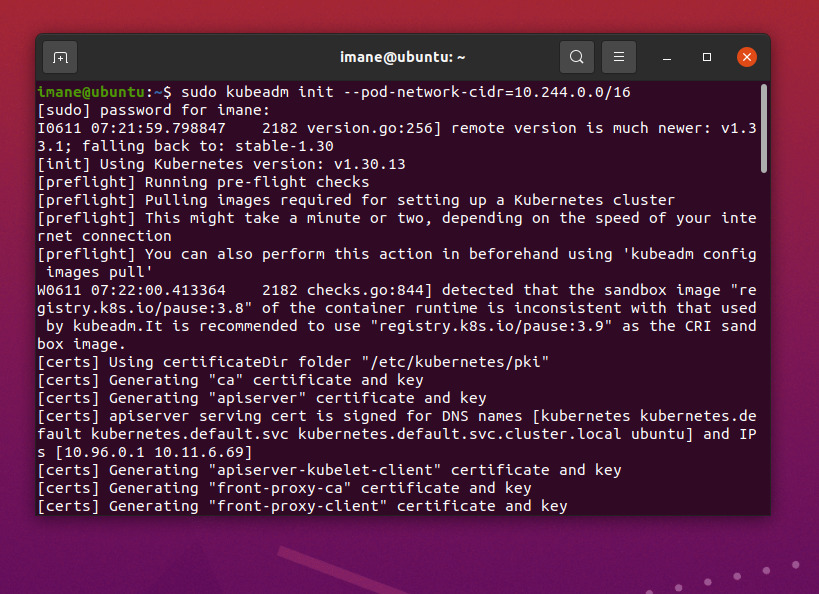 imane@ubuntu: ~
imane@ubuntu:~$ sudo kubeadm init --pod-network-cidr=10.244.0.0/16
[sudo] password for imane:
I0611 07:21:59.798847    2182 version.go:256] remote version is much newer: v1.3
3.1; falling back to: stable-1.30
[init] Using Kubernetes version: v1.30.13
[preflight] Running pre-flight checks
[preflight] Pulling images required for setting up a Kubernetes cluster
[preflight] This might take a minute or two, depending on the speed of your inte
rnet connection
[preflight] You can also perform this action in beforehand using 'kubeadm config
 images pull'
W0611 07:22:00.413364    2182 checks.go:844] detected that the sandbox image "re
gistry.k8s.io/pause:3.8" of the container runtime is inconsistent with that used
 by kubeadm.It is recommended to use "registry.k8s.io/pause:3.9" as the CRI sand
box image.
[certs] Using certificateDir folder "/etc/kubernetes/pki"
[certs] Generating "ca" certificate and key
[certs] Generating "apiserver" certificate and key
[certs] apiserver serving cert is signed for DNS names [kubernetes kubernetes.de
fault kubernetes.default.svc kubernetes.default.svc.cluster.local ubuntu] and IP
s [10.96.0.1 10.11.6.69]
[certs] Generating "apiserver-kubelet-client" certificate and key
[certs] Generating "front-proxy-ca" certificate and key
[certs] Generating "front-proxy-client" certificate and key